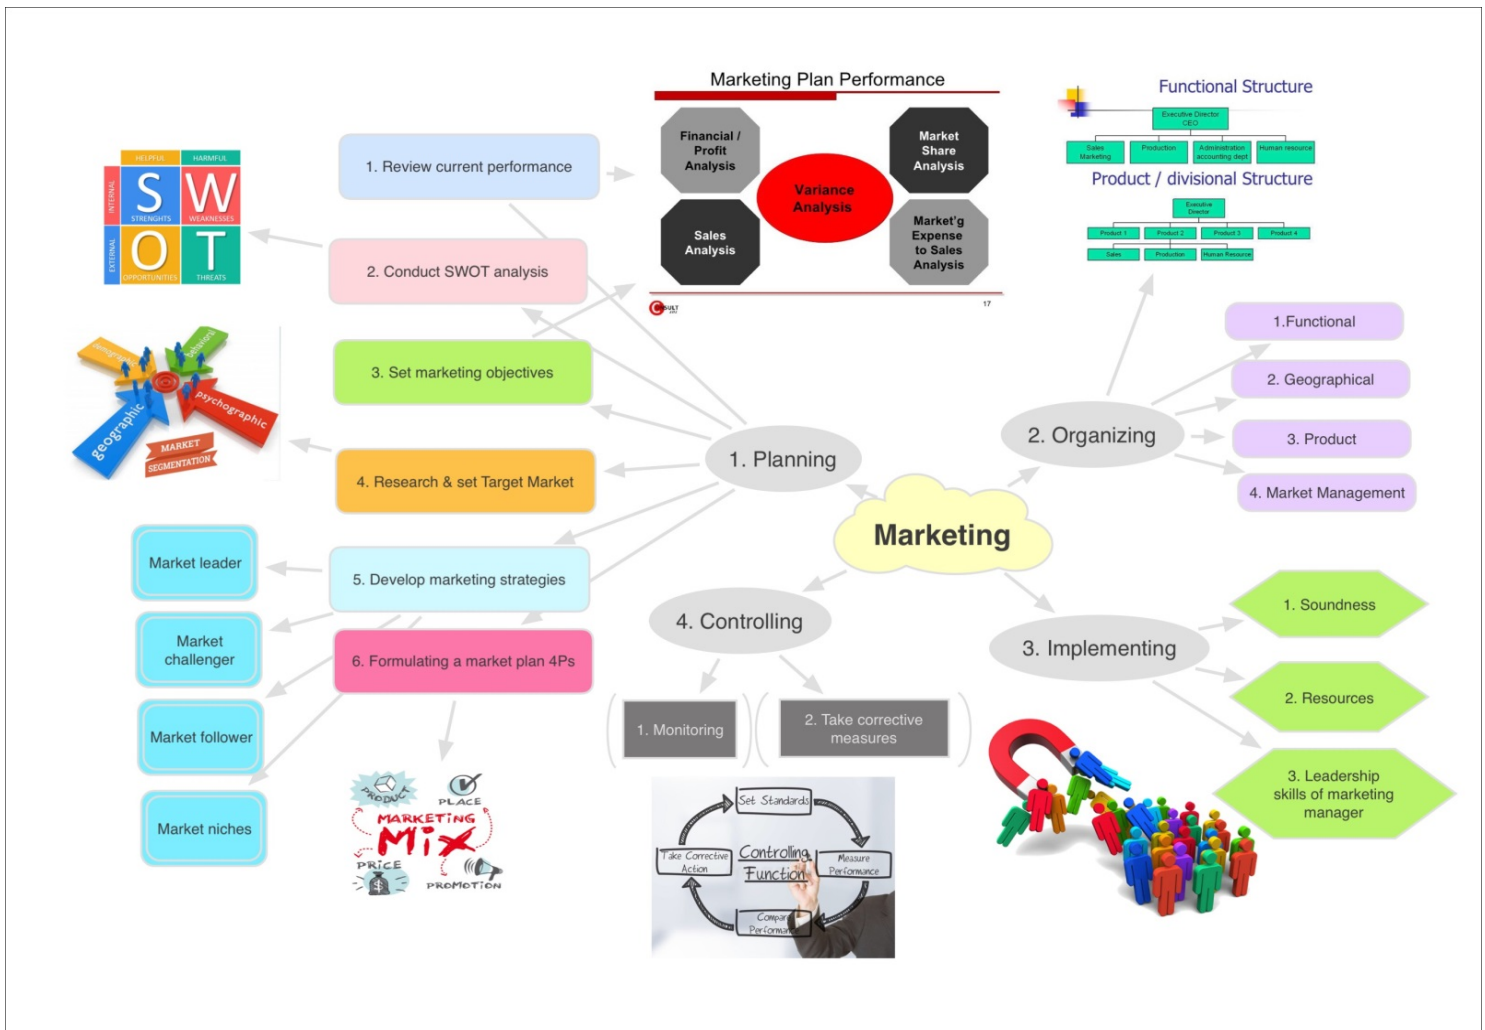 Marketing Plan Performance
Financial /
Profit
Analysis
Market
Share
Analysis
Variance
Analysis
Sales
Analysis
Market'g
Expense
to Sales
Analysis
CONSULT
17
Functional Structure
Executive Director
CEO
Sales
Marketing
Production
Administration
accounting dept
Human resource
Product / divisional Structure
Executive
Director
Product 1
Product 2
Product 3
Product 4
Sales
Production
Human Resource
HELPFUL
HARMFUL
INTERNAL
EXTERNAL
S
STRENGHTS
W
WEAKNESSES
O
OPPORTUNITIES
T
THREATS
1. Review current performance
2. Conduct SWOT analysis
3. Set marketing objectives
4. Research & set Target Market
5. Develop marketing strategies
6. Formulating a market plan 4Ps
demographic
behavioral
geographic
psychographic
MARKET
SEGMENTATION
Market leader
Market
challenger
Market follower
Market niches
1. Planning
2. Organizing
Marketing
4. Controlling
3. Implementing
1.Functional
2. Geographical
3. Product
4. Market Management
1. Soundness
2. Resources
3. Leadership
skills of marketing
manager
1. Monitoring
2. Take corrective
measures
PRODUCT
PLACE
MARKETING
MIX
PRICE
$
PROMOTION
Set Standards
Take Corrective
Action
Controlling
Function
Measure
Performance
Compare
Performance